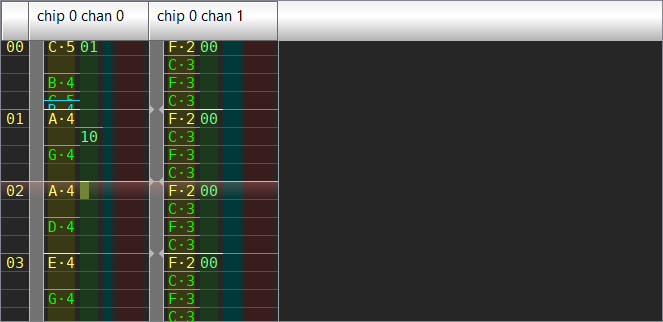 chip 0 chan 0 chip 0 chan 1
00 C·5 01 F·2 00
C·3
B·4 F·3
C·5 C·3
01 A·4 F·2 00
10 C·3
G·4 F·3
C·3
02 A·4 F·2 00
C·3
D·4 F·3
C·3
03 E·4 F·2 00
C·3
G·4 F·3
C·3